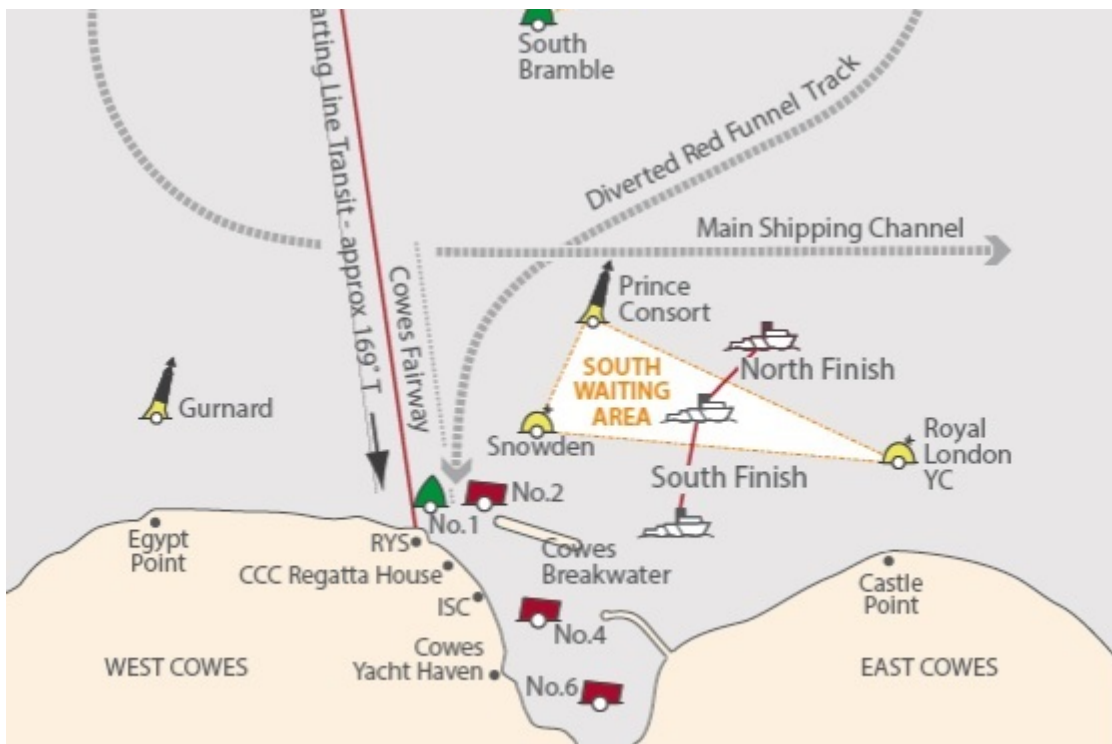 South
Bramble
arting Line Transit - approx 169° T
Diverted Red Funnel Track
Main Shipping Channel
Cowes Fairway
Prince
Consort
SOUTH
WAITING
AREA
North Finish
Gurnard
Snowden
Royal
London
YC
South Finish
No.2
No.1
Egypt
Point
RYS
Cowes
Breakwater
CCC Regatta House
Castle
Point
ISC
No.4
Cowes
Yacht Haven
WEST COWES
EAST COWES
No.6